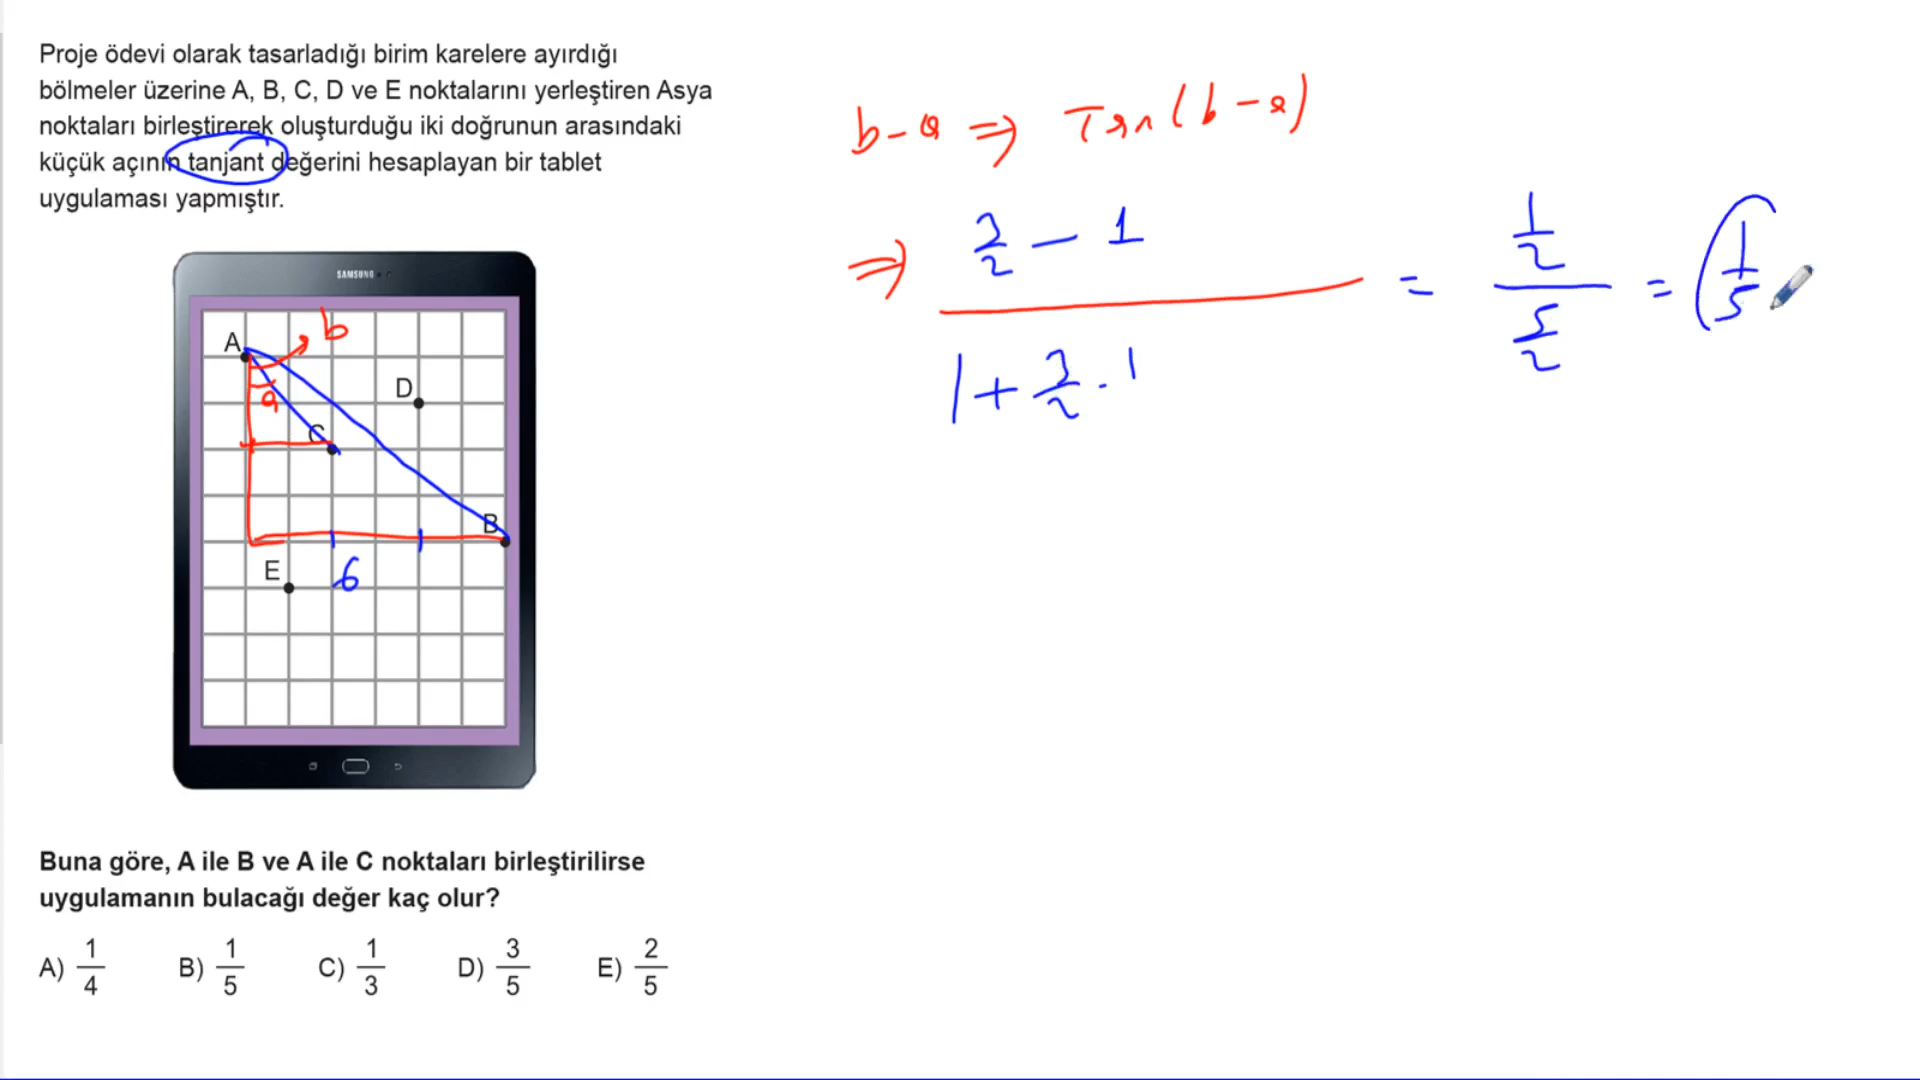 Proje ödevi olarak tasarladığı birim karelere ayırdığı
bölmeler üzerine A, B, C, D ve E noktalarını yerleştiren Asya
noktaları birleştirerek oluşturduğu iki doğrunun arasındaki
küçük açının tanjant değerini hesaplayan bir tablet
uygulaması yapmıştır.
SAMSUNG
b
A
D
a
C
B
E
6
b - a ⇒ Tan(b-a)
⇒ (3/2 - 1) / (1 + 3/2 . 1) = (1/2) / (5/2) = 1/5
Buna göre, A ile B ve A ile C noktaları birleştirilirse
uygulamanın bulacağı değer kaç olur?
A) 1/4 B) 1/5 C) 1/3 D) 3/5 E) 2/5